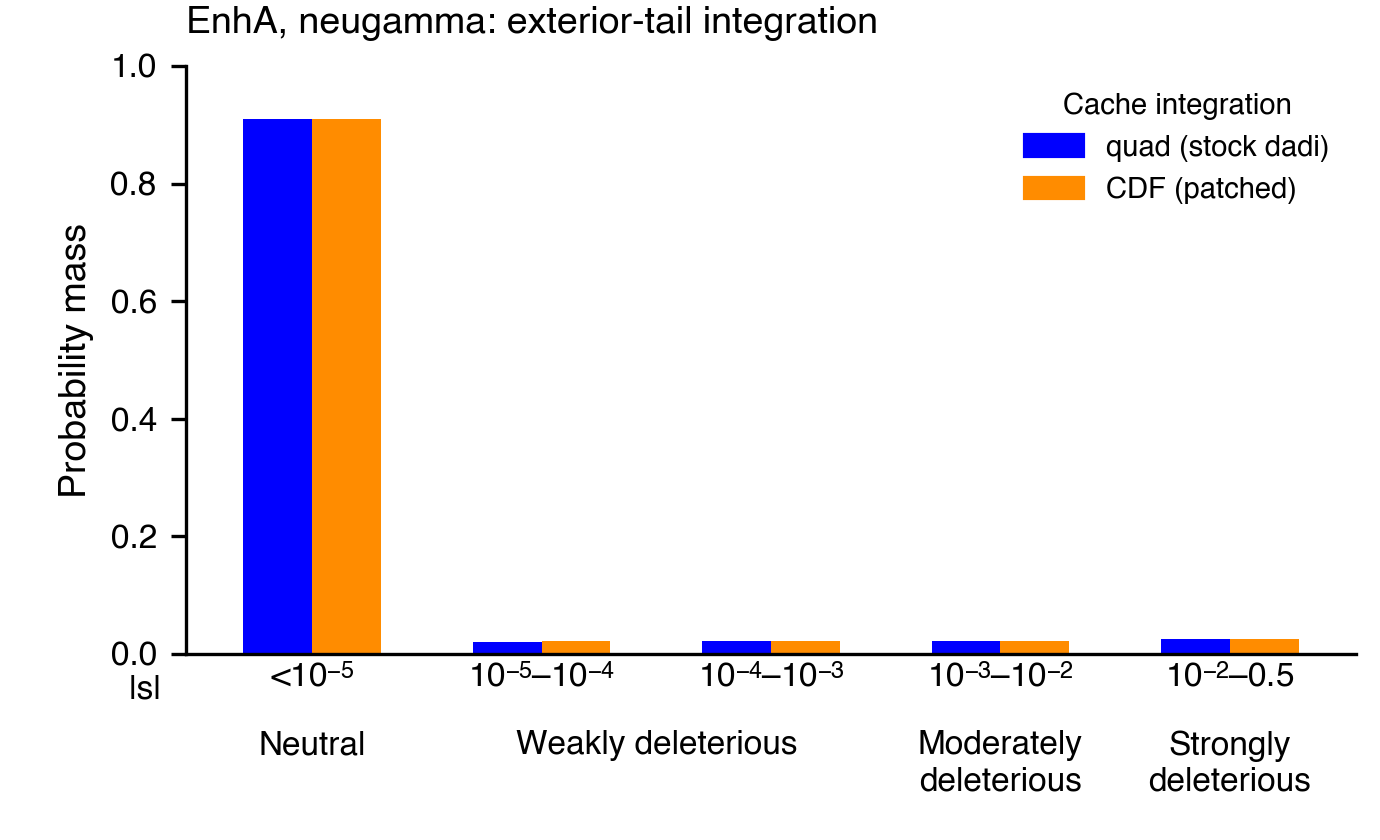 EnhA, neugamma: exterior-tail integration
Cache integration
quad (stock dadi)
CDF (patched)
Probability mass
1.0
0.8
0.6
0.4
0.2
0.0
|s|
<10⁻⁵
10⁻⁵–10⁻⁴
10⁻⁴–10⁻³
10⁻³–10⁻²
10⁻²–0.5
Neutral
Weakly deleterious
Moderately
deleterious
Strongly
deleterious